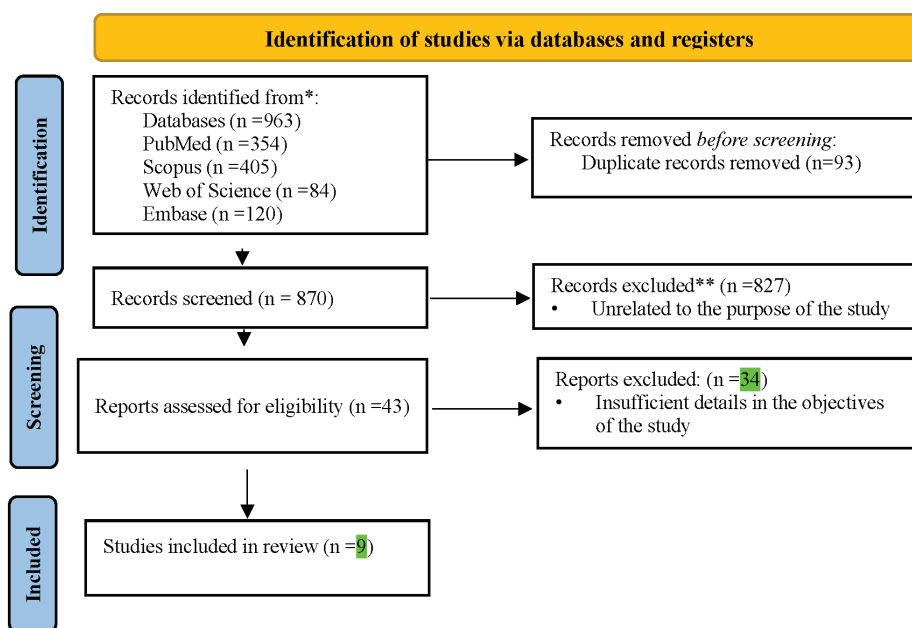 Identification of studies via databases and registers
Identification
Records identified from*:
Databases (n =963)
PubMed (n =354)
Scopus (n =405)
Web of Science (n =84)
Embase (n =120)
Records removed before screening:
Duplicate records removed (n=93)
Records screened (n = 870)
Records excluded** (n =827)
• Unrelated to the purpose of the study
Screening
Reports assessed for eligibility (n =43)
Reports excluded: (n =34)
• Insufficient details in the objectives
of the study
Included
Studies included in review (n =9)